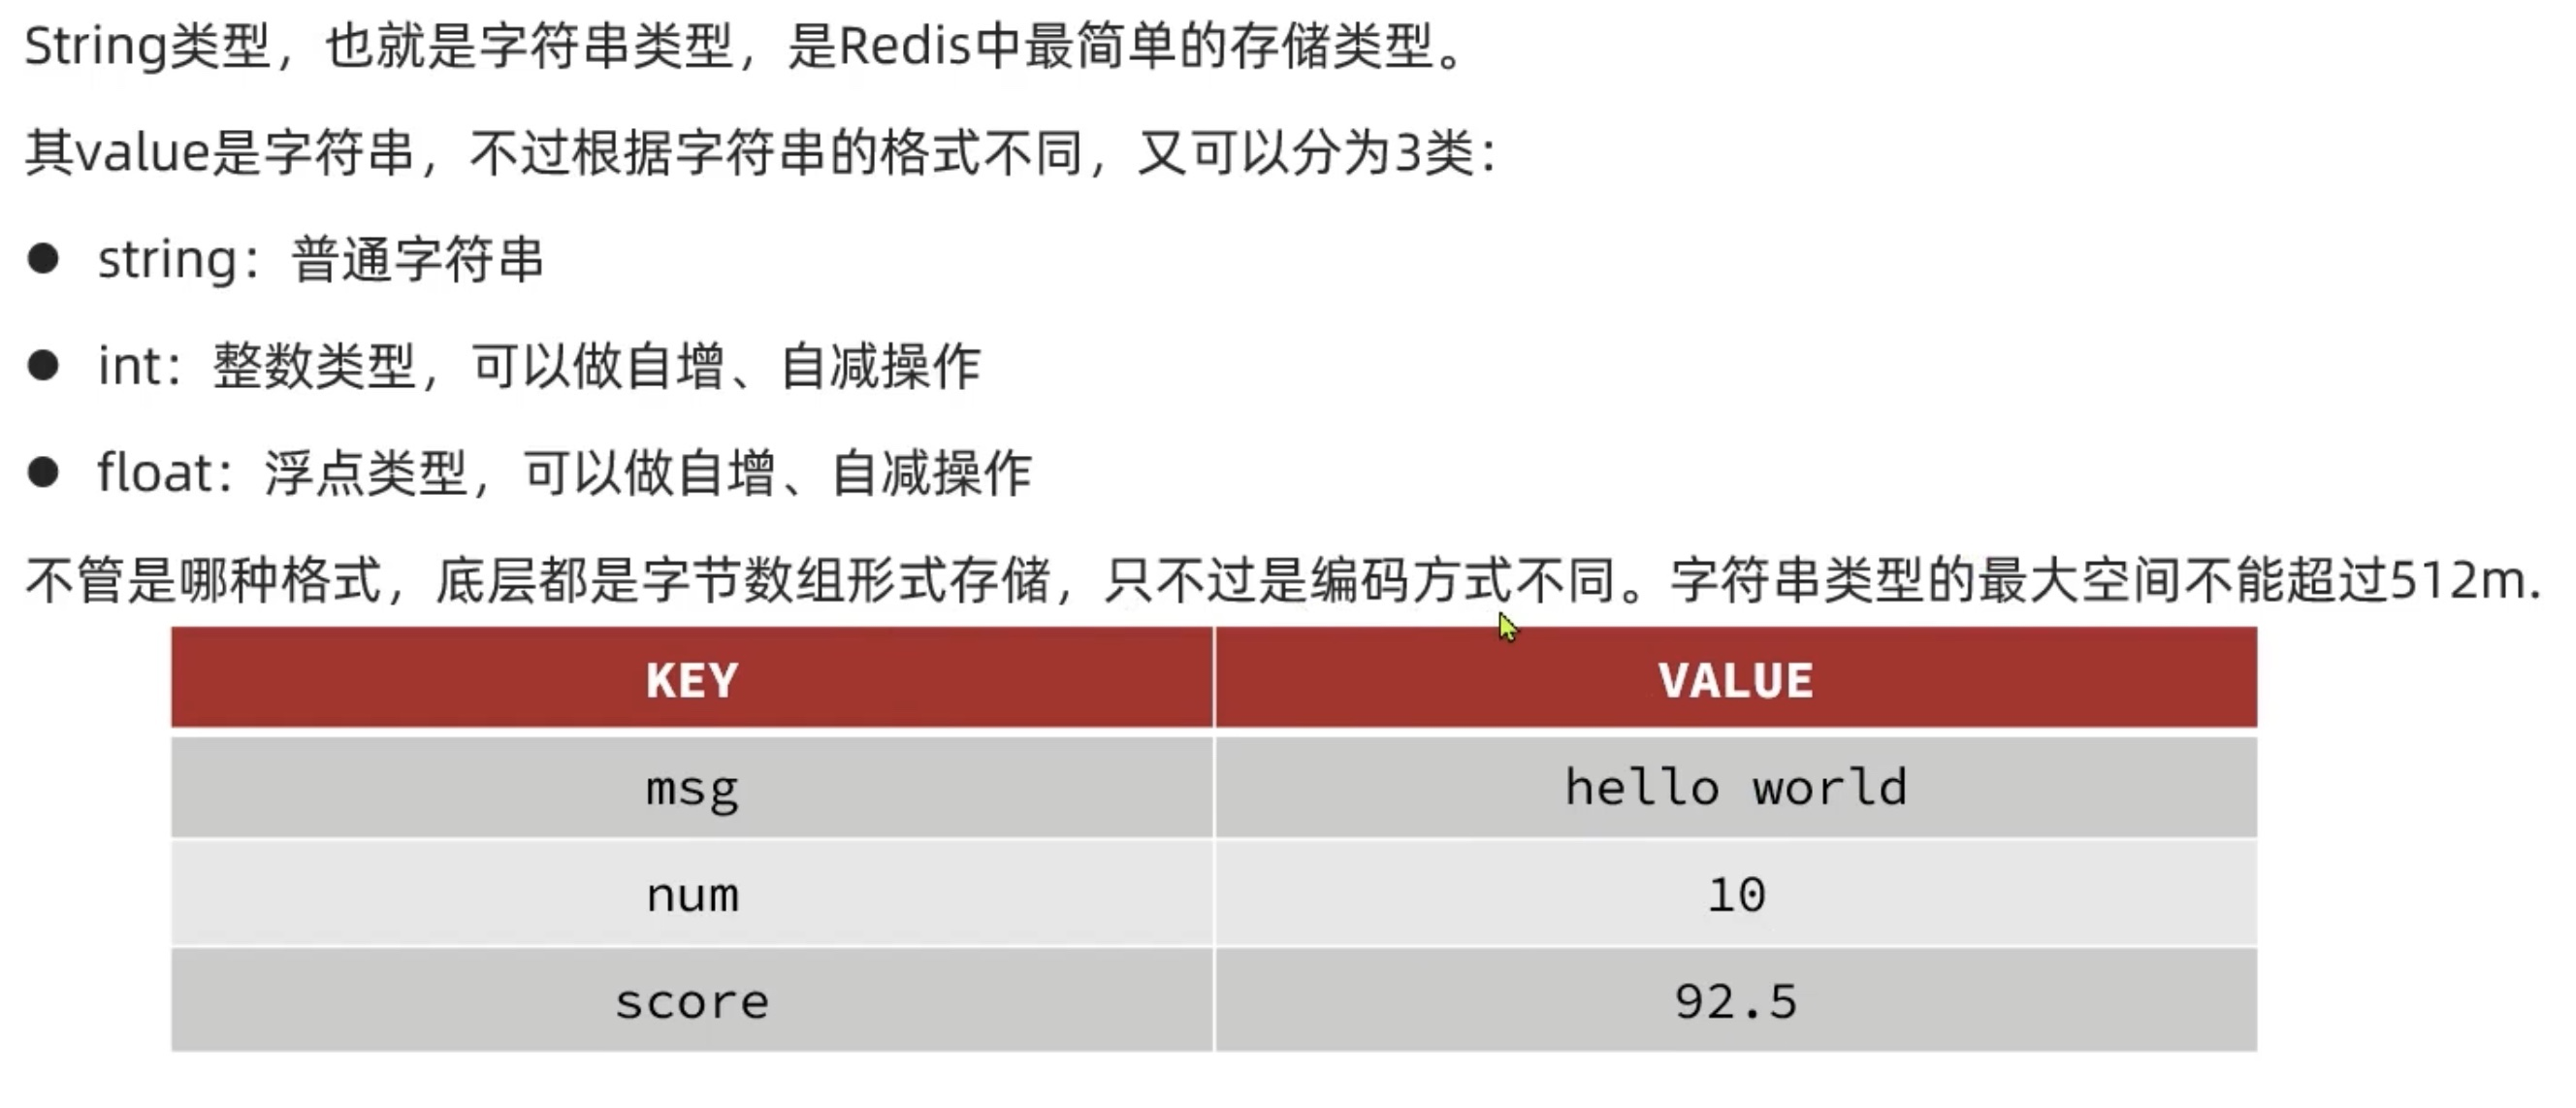 String类型，也就是字符串类型，是Redis中最简单的存储类型。
其value是字符串，不过根据字符串的格式不同，又可以分为3类：
● string：普通字符串
● int：整数类型，可以做自增、自减操作
● float：浮点类型，可以做自增、自减操作
不管是哪种格式，底层都是字节数组形式存储，只不过是编码方式不同。字符串类型的最大空间不能超过512m.
KEY VALUE
msg hello world
num 10
score 92.5